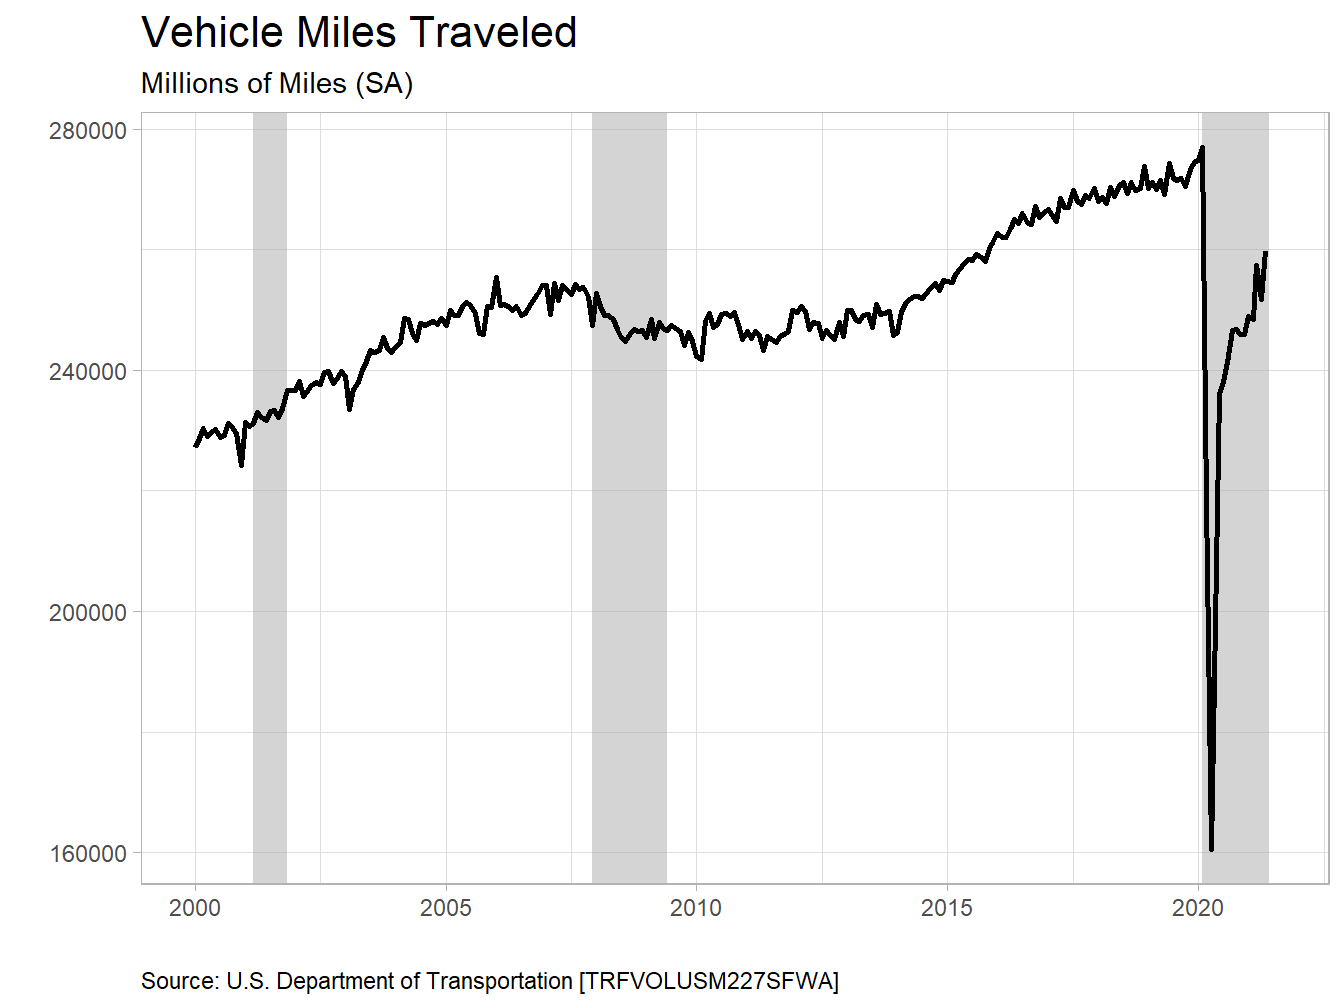 Vehicle Miles Traveled
Millions of Miles (SA)
280000
240000
200000
160000
2000 2005 2010 2015 2020
Source: U.S. Department of Transportation [TRFVOLUSM227SFWA]